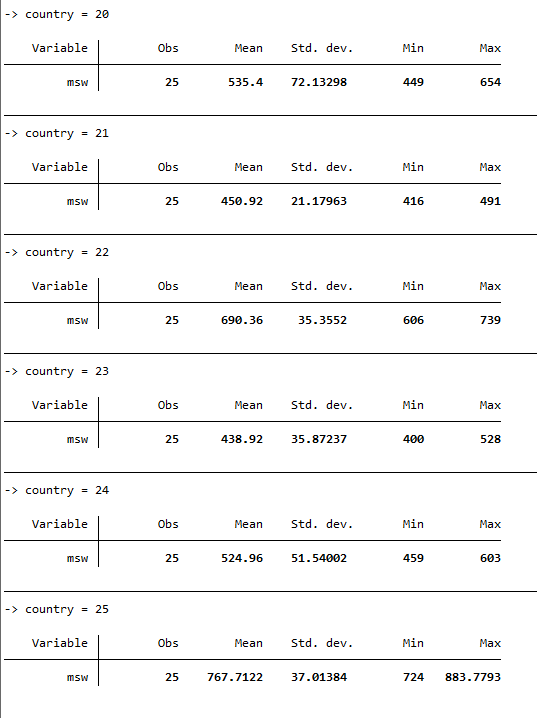 -> country = 20
Variable Obs Mean Std. dev. Min Max
msw 25 535.4 72.13298 449 654
-> country = 21
Variable Obs Mean Std. dev. Min Max
msw 25 450.92 21.17963 416 491
-> country = 22
Variable Obs Mean Std. dev. Min Max
msw 25 690.36 35.3552 606 739
-> country = 23
Variable Obs Mean Std. dev. Min Max
msw 25 438.92 35.87237 400 528
-> country = 24
Variable Obs Mean Std. dev. Min Max
msw 25 524.96 51.54002 459 603
-> country = 25
Variable Obs Mean Std. dev. Min Max
msw 25 767.7122 37.01384 724 883.7793